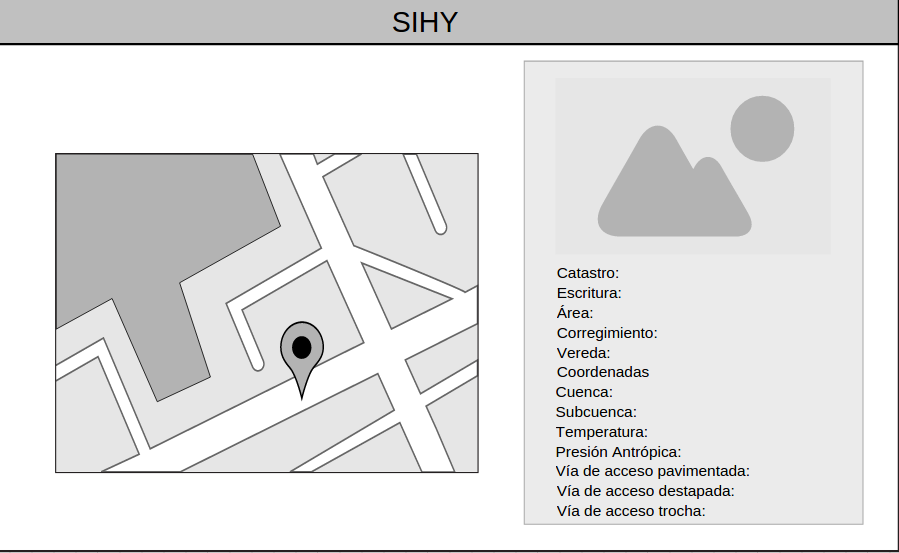 SIHY
Catastro:
Escritura:
Área:
Corregimiento:
Vereda:
Coordenadas
Cuenca:
Subcuenca:
Temperatura:
Presión Antrópica:
Vía de acceso pavimentada:
Vía de acceso destapada:
Vía de acceso trocha: